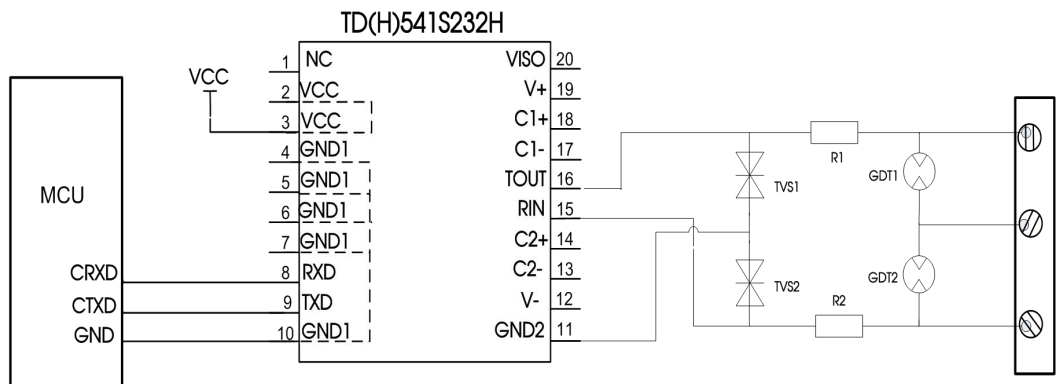 TD(H)541S232H
MCU
CRXD
CTXD
GND
VCC
1 NC
2 VCC
3 VCC
4 GND1
5 GND1
6 GND1
7 GND1
8 RXD
9 TXD
10 GND1
VISO 20
V+ 19
C1+ 18
C1- 17
TOUT 16
RIN 15
C2+ 14
C2- 13
V- 12
GND2 11
TVS1
TVS2
R1
R2
GDT1
GDT2